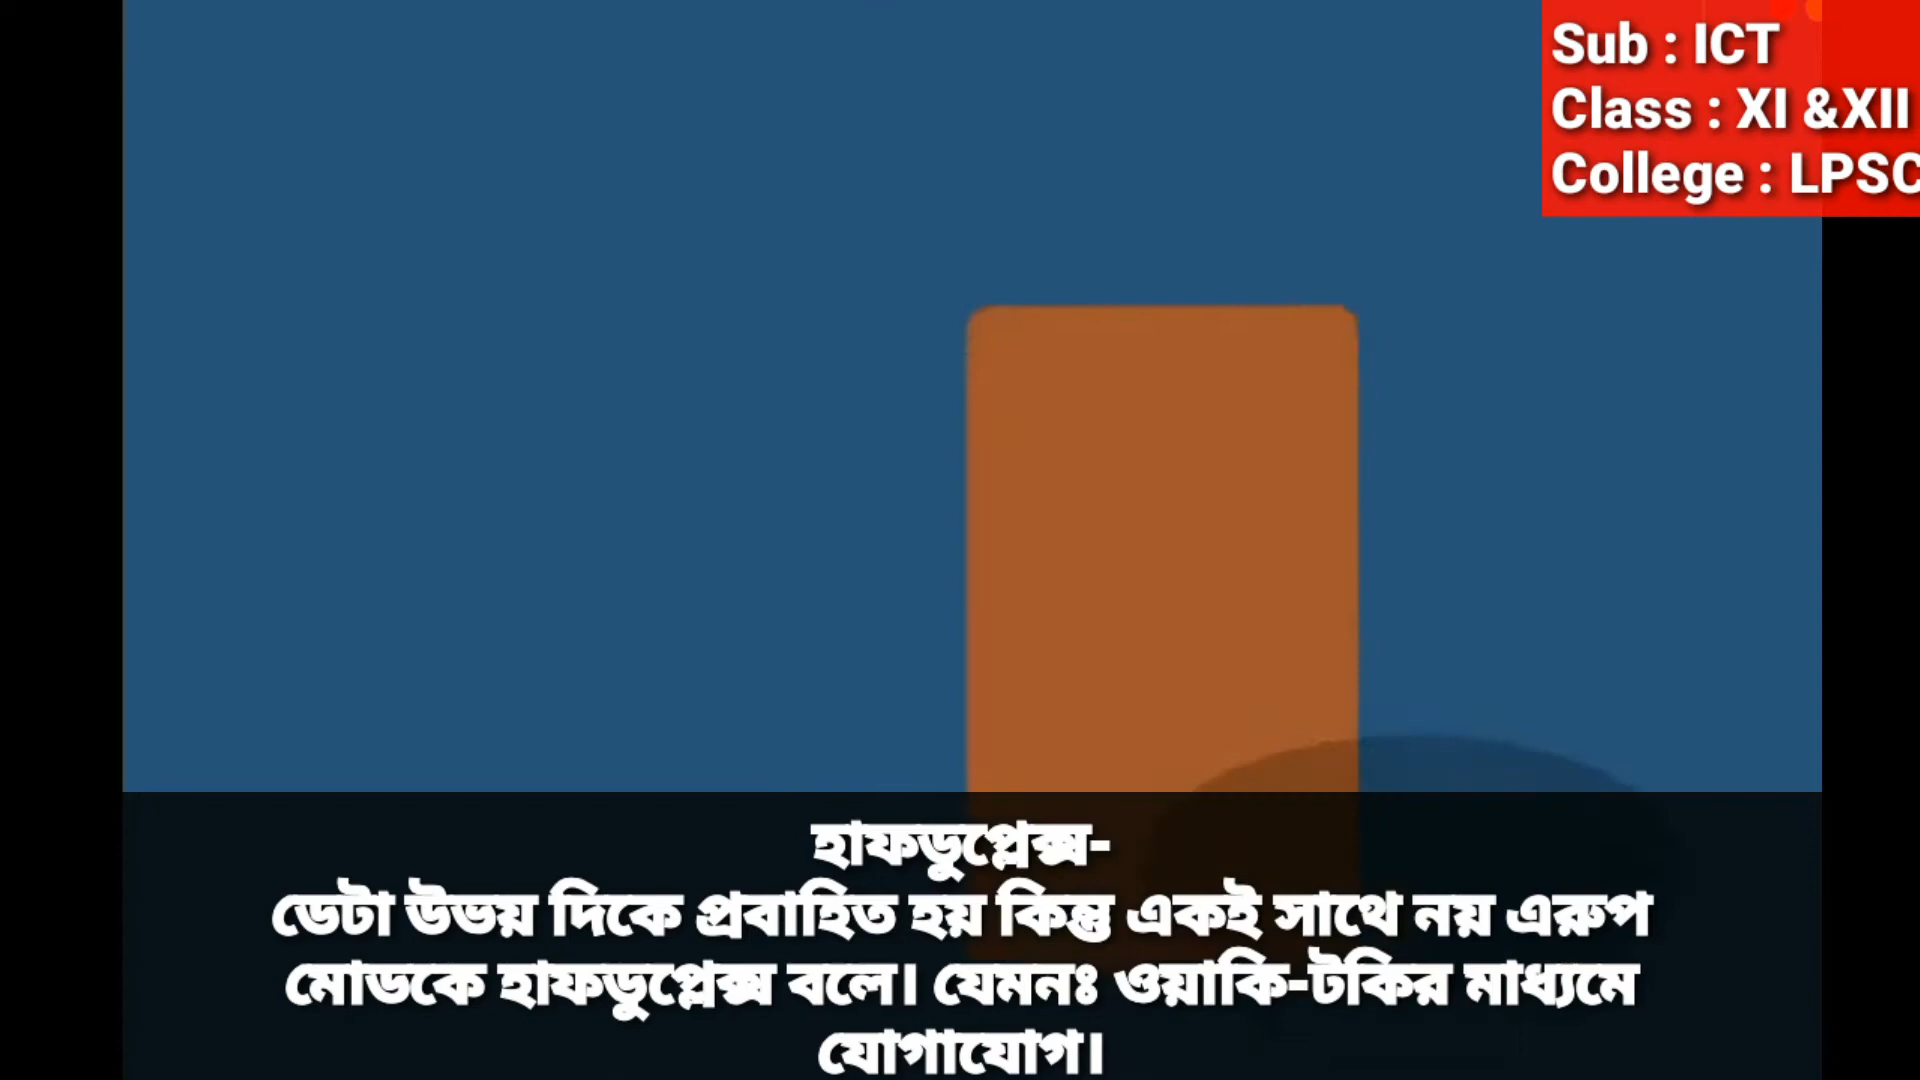 Sub : ICT
Class : XI &XII
College : LPSC
হাফডুপ্লেক্স-
ডেটা উভয় দিকে প্রবাহিত হয় কিন্তু একই সাথে নয় এরুপ
মোডকে হাফডুপ্লেক্স বলে। যেমনঃ ওয়াকি-টকির মাধ্যমে
যোগাযোগ।